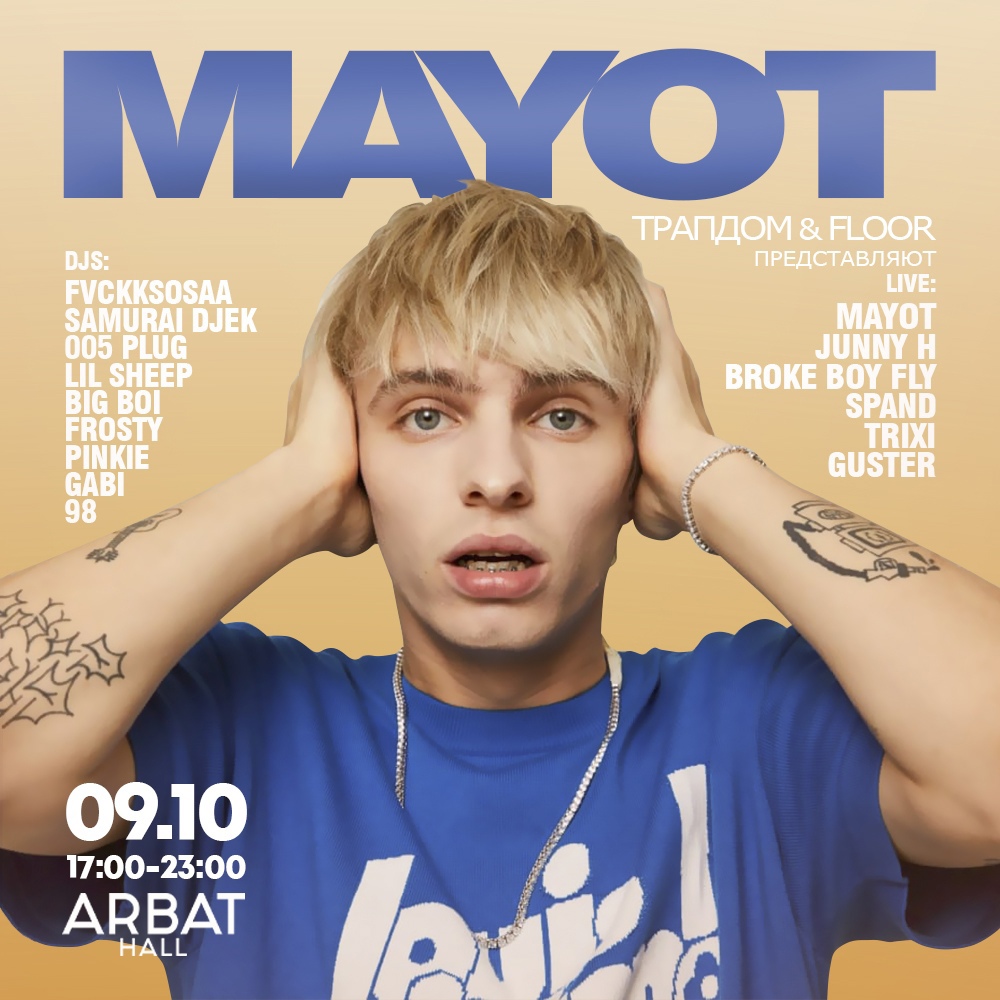 MAYOT
ТРАПДОМ & FLOOR
ПРЕДСТАВЛЯЮТ
LIVE:
MAYOT
JUNNY H
BROKE BOY FLY
SPAND
TRIXI
GUSTER
DJS:
FVCKKSOSAA
SAMURAI DJEK
005 PLUG
LIL SHEEP
BIG BOI
FROSTY
PINKIE
GABI
98
09.10
17:00-23:00
ARBAT
HALL